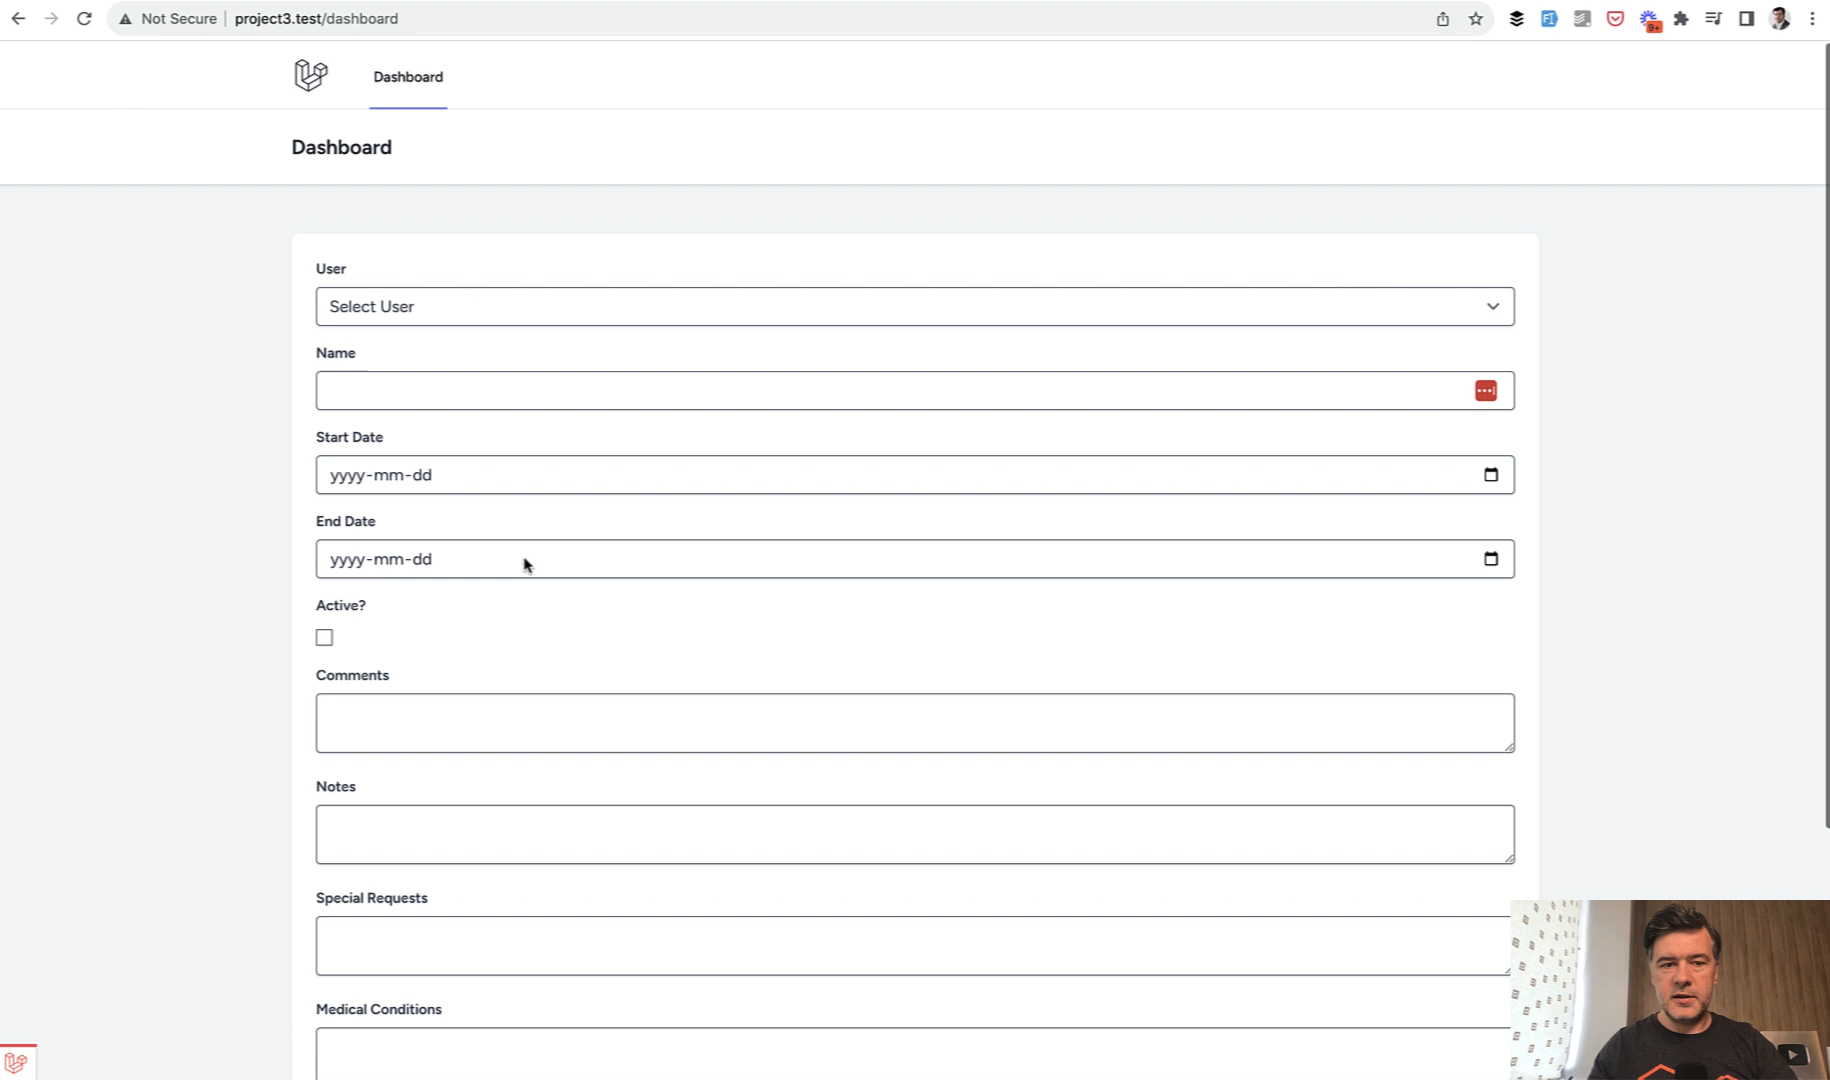 Not Secure
project3.test/dashboard
9+
Dashboard
Dashboard
User
Select User
Name
Start Date
yyyy-mm-dd
End Date
yyyy-mm-dd
Active?
Comments
Notes
Special Requests
Medical Conditions